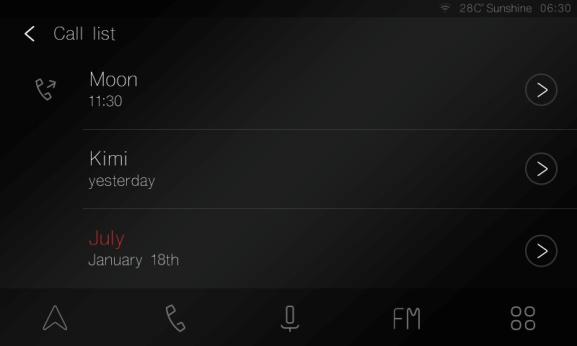 28C° Sunshine 06:30
Call list
Moon
11:30
Kimi
yesterday
July
January 18th
FM